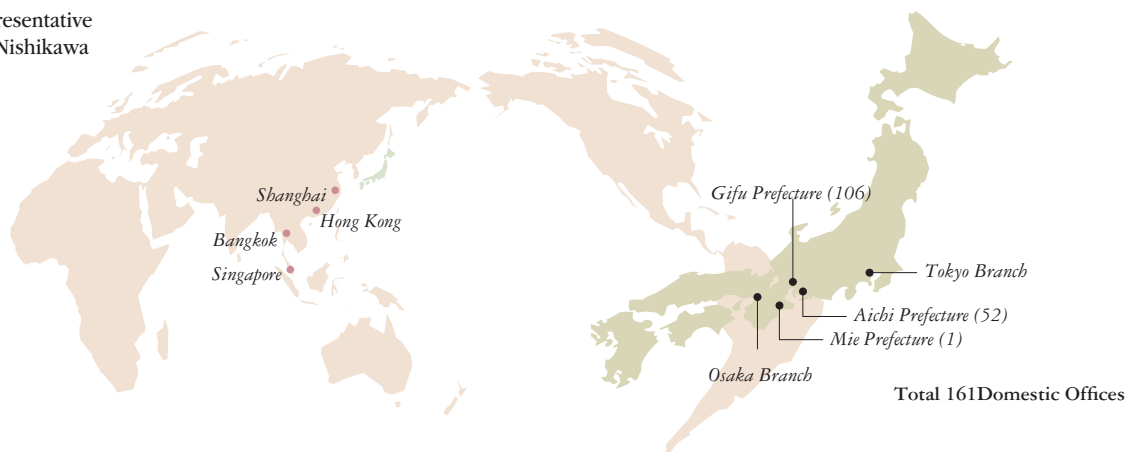 resentative
Nishikawa
Shanghai
Hong Kong
Bangkok
Singapore
Gifu Prefecture (106)
Tokyo Branch
Aichi Prefecture (52)
Mie Prefecture (1)
Osaka Branch
Total 161Domestic Offices